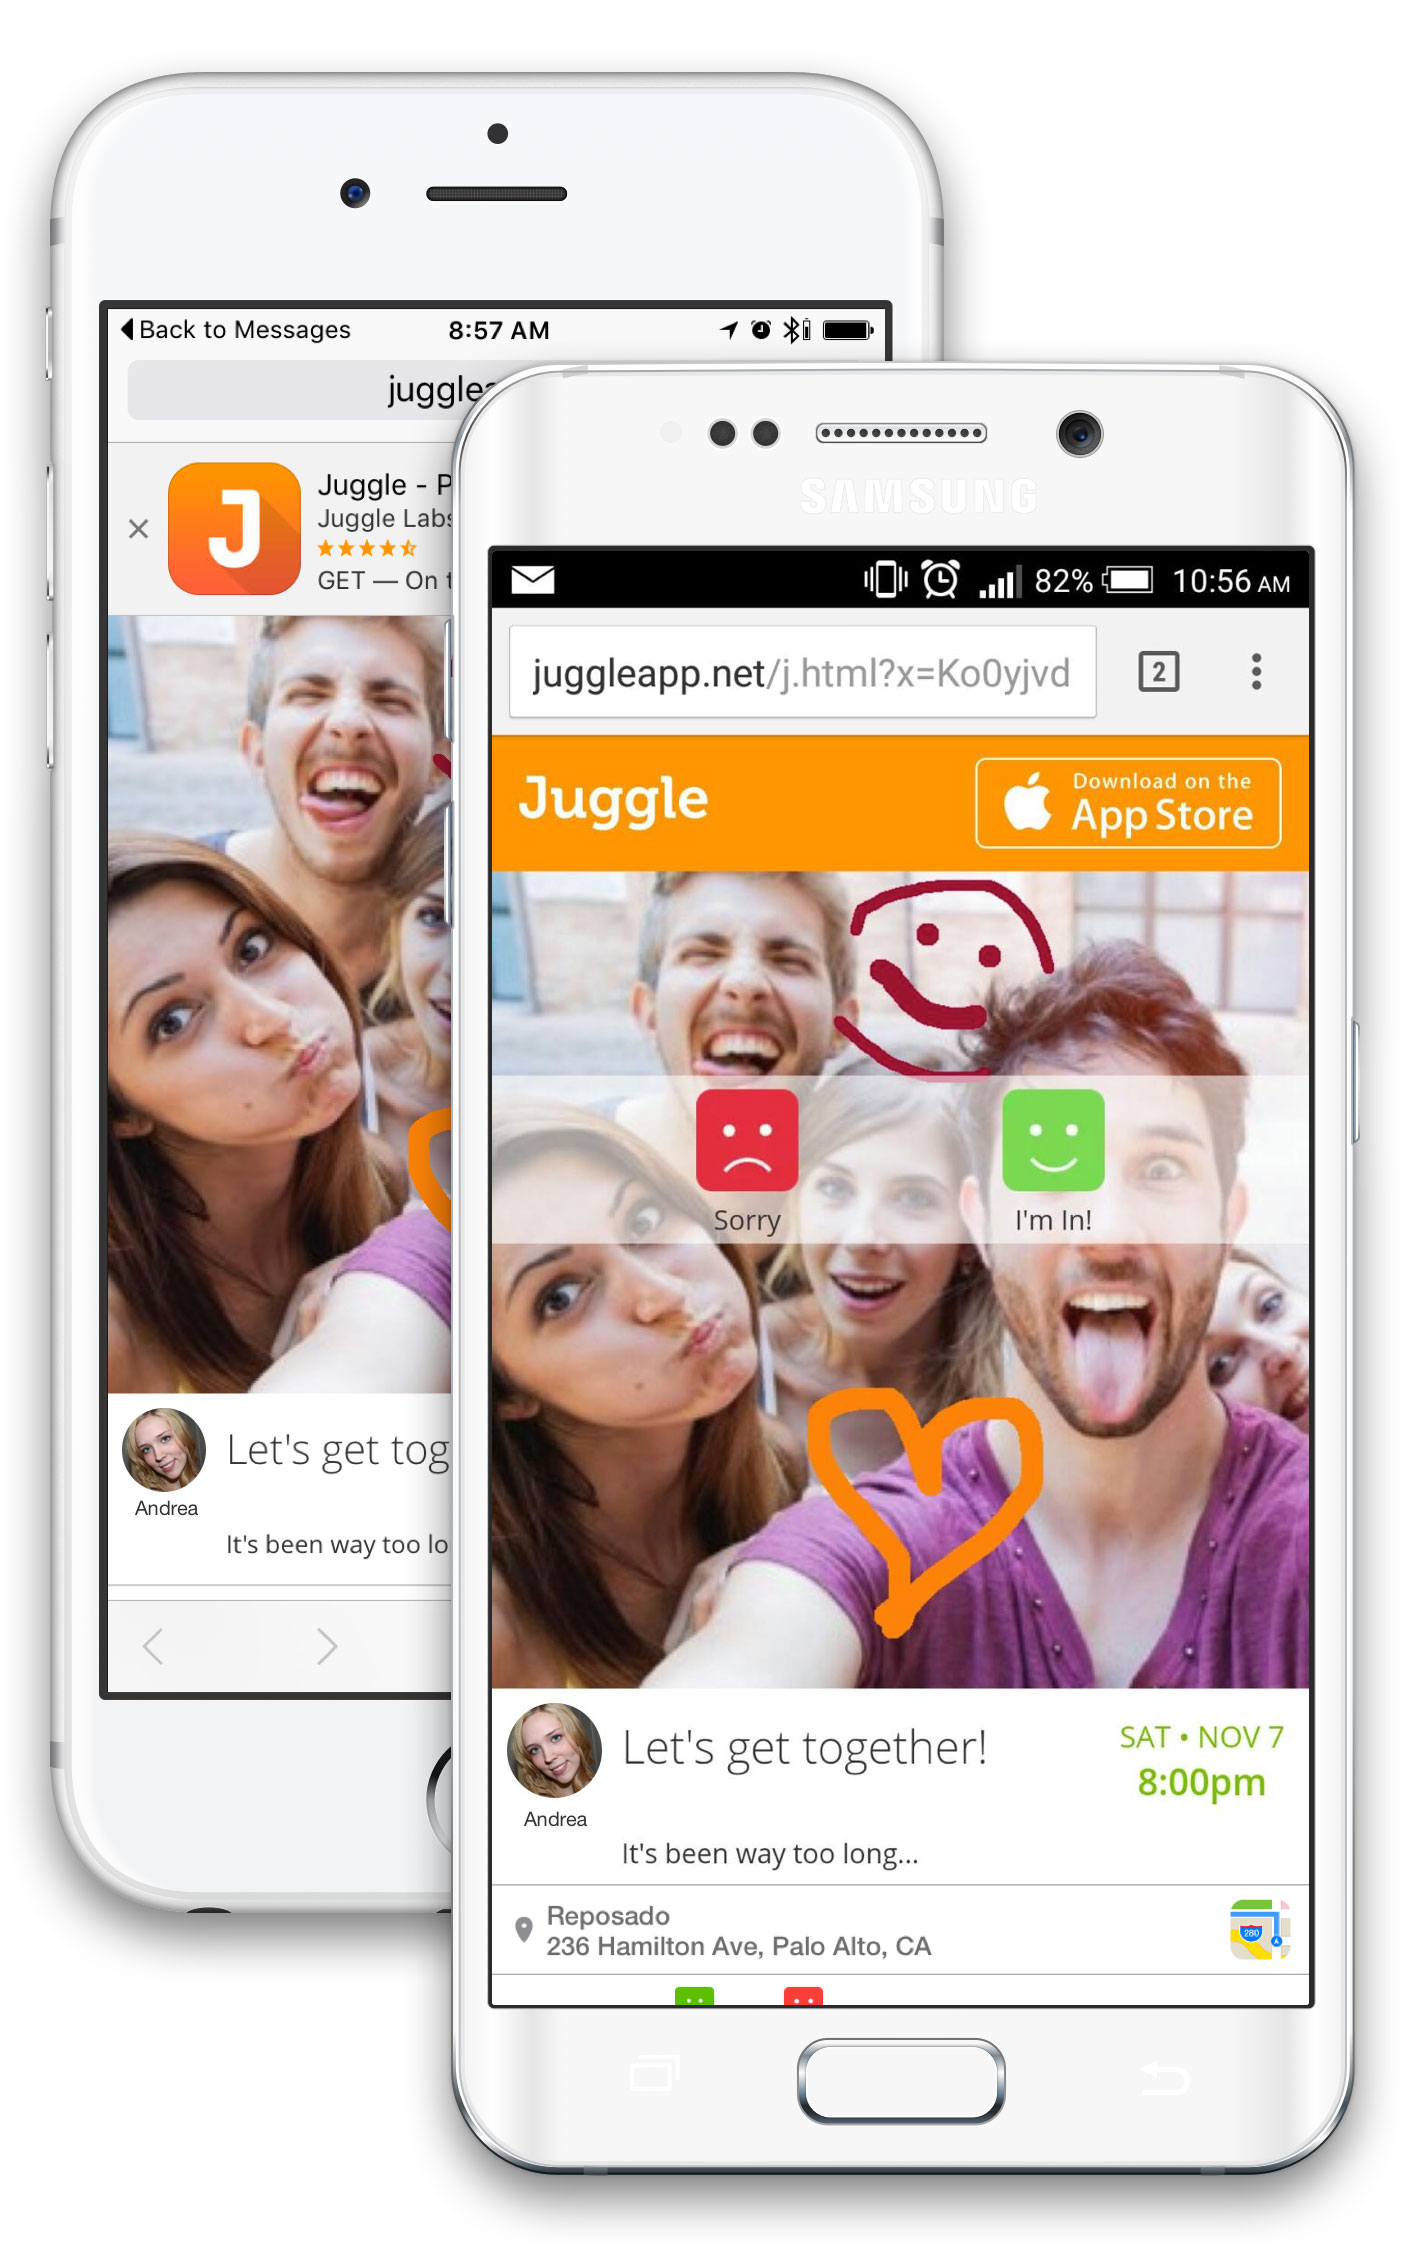 Back to Messages 8:57 AM
Juggle - P
Juggle Labs
GET — On
Let's get tog
Andrea
It's been way too lo
SAMSUNG
82% 10:56 AM
juggleapp.net/j.html?x=Ko0yjvd 2
Juggle
Download on the
App Store
Sorry I'm In!
Let's get together! SAT • NOV 7
8:00pm
Andrea
It's been way too long...
Reposado
236 Hamilton Ave, Palo Alto, CA
280